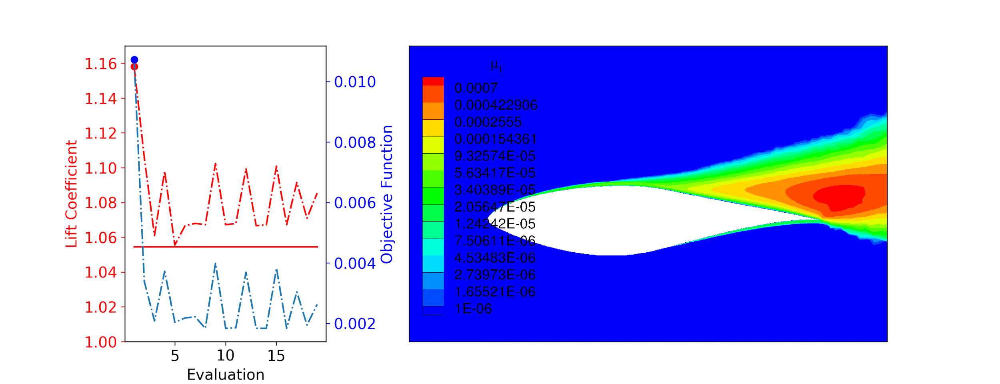 1.16
1.14
1.12
1.10
1.08
1.06
1.04
1.02
1.00
Lift Coefficient
5
10
15
Evaluation
0.010
0.008
0.006
0.004
0.002
Objective Function
μt
0.0007
0.000422906
0.0002555
0.000154361
9.32574E-05
5.63417E-05
3.40389E-05
2.05647E-05
1.24242E-05
7.50611E-06
4.53483E-06
2.73973E-06
1.65521E-06
1E-06